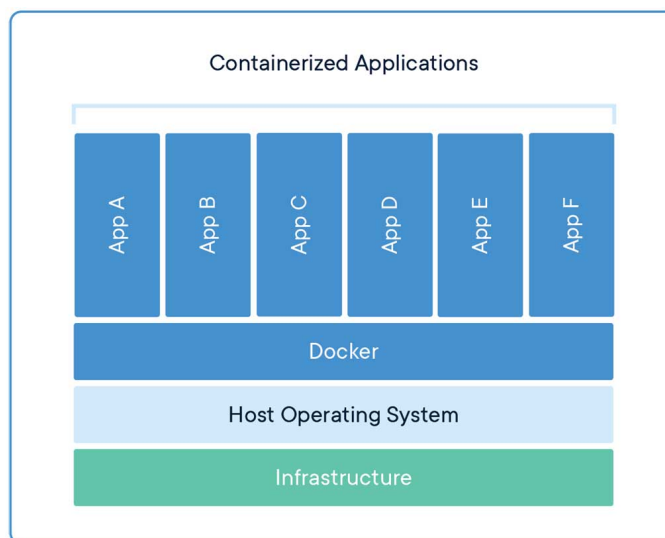 Containerized Applications
App A
App B
App C
App D
App E
App F
Docker
Host Operating System
Infrastructure